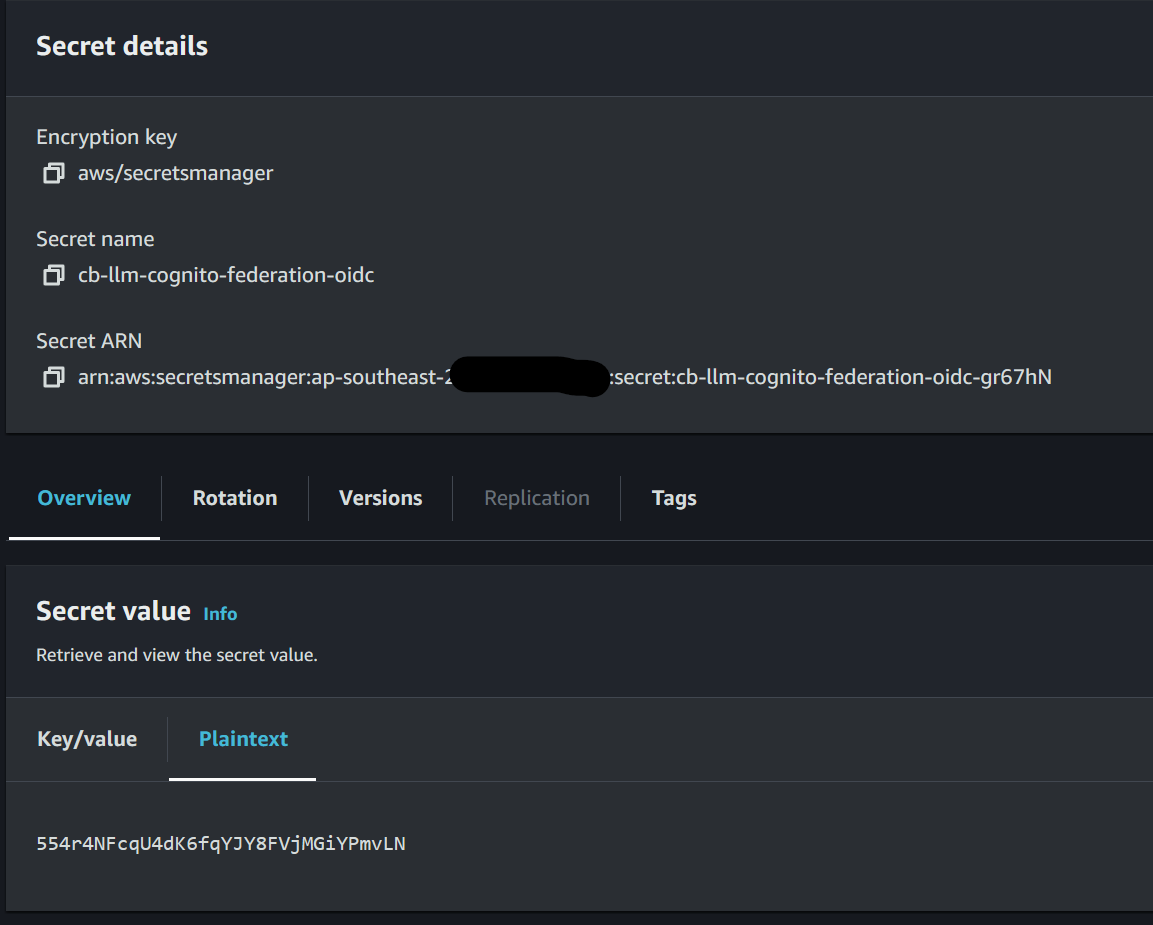 Secret details
Encryption key
aws/secretsmanager
Secret name
cb-llm-cognito-federation-oidc
Secret ARN
arn:aws:secretsmanager:ap-southeast-2 :secret:cb-llm-cognito-federation-oidc-gr67hN
Overview
Rotation
Versions
Replication
Tags
Secret value Info
Retrieve and view the secret value.
Key/value
Plaintext
554r4NFcqU4dK6fqYJY8FVjMGiYPmvLN